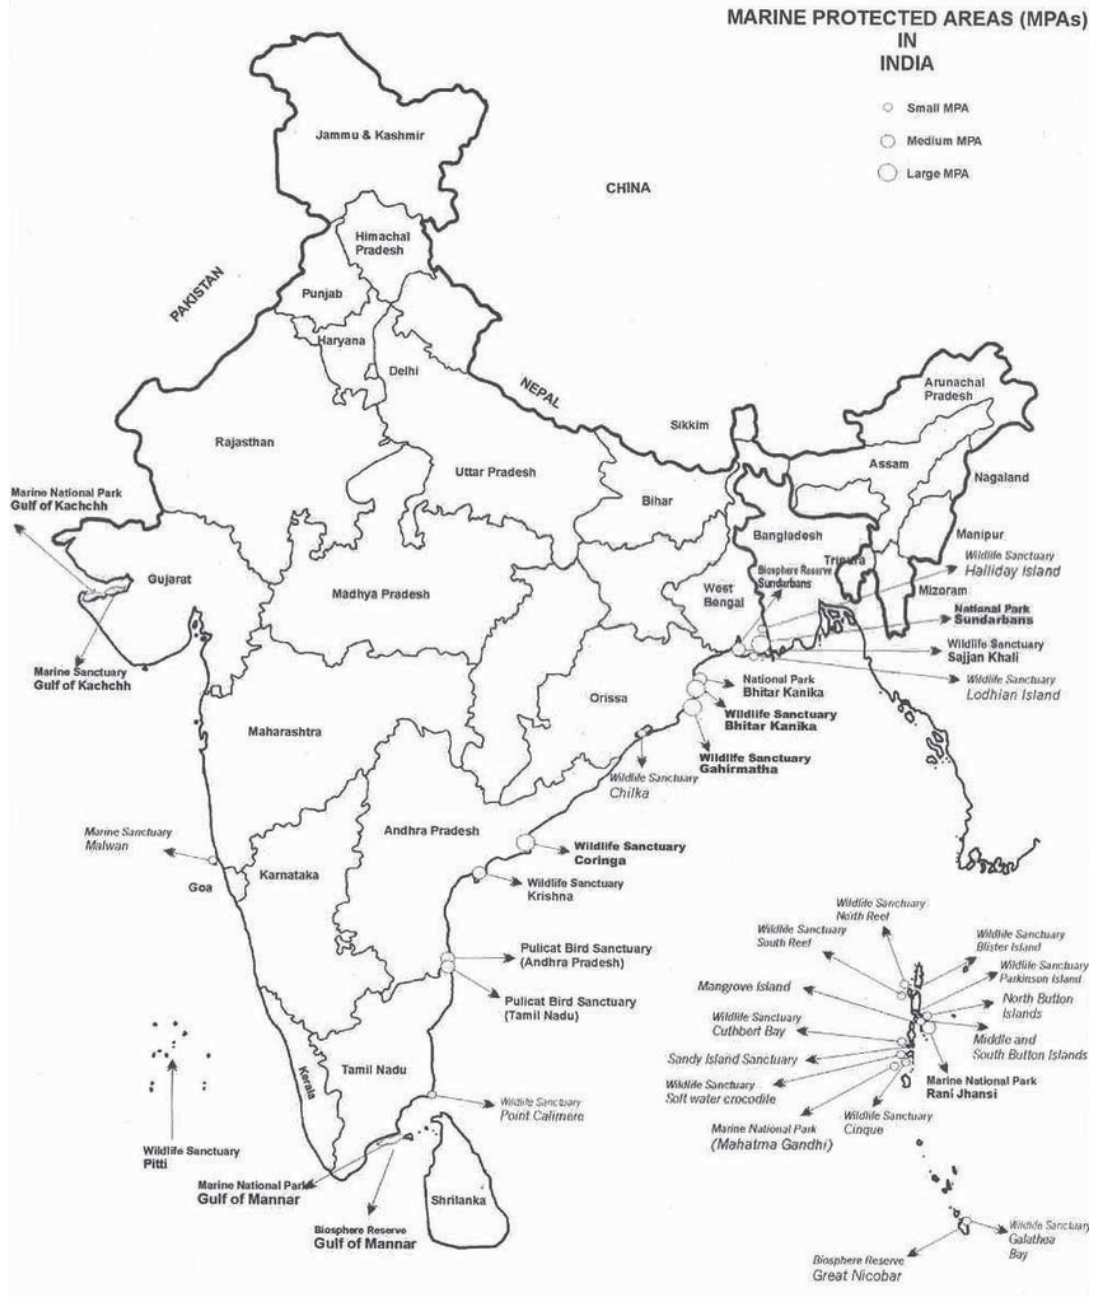 MARINE PROTECTED AREAS (MPAs)
IN
INDIA
Small MPA
Medium MPA
Large MPA
Jammu & Kashmir
CHINA
Himachal
Pradesh
PAKISTAN
Punjab
Haryana
Delhi
NEPAL
Sikkim
Arunachal
Pradesh
Rajasthan
Uttar Pradesh
Assam
Nagaland
Bihar
Marine National Park
Gulf of Kachchh
Bangladesh
Manipur
Tripura
Wildlife Sanctuary
Halliday Island
Biosphere Reserve
Sundarbans
Gujarat
Madhya Pradesh
West
Bengal
Mizoram
National Park
Sundarbans
Wildlife Sanctuary
Sajjan Khali
Marine Sanctuary
Gulf of Kachchh
National Park
Bhitar Kanika
Wildlife Sanctuary
Lodhian Island
Orissa
Wildlife Sanctuary
Bhitar Kanika
Maharashtra
Wildlife Sanctuary
Gahirmatha
Wildlife Sanctuary
Chilka
Marine Sanctuary
Malwan
Andhra Pradesh
Wildlife Sanctuary
Coringa
Goa
Karnataka
Wildlife Sanctuary
Krishna
Wildlife Sanctuary
North Reef
Wildlife Sanctuary
South Reef
Wildlife Sanctuary
Blister Island
Pulicat Bird Sanctuary
(Andhra Pradesh)
Wildlife Sanctuary
Parkinson Island
Mangrove Island
Pulicat Bird Sanctuary
(Tamil Nadu)
North Button
Islands
Wildlife Sanctuary
Cuthbert Bay
Middle and
South Button Islands
Sandy Island Sanctuary
Kerala
Tamil Nadu
Wildlife Sanctuary
Solt water crocodile
Marine National Park
Rani Jhansi
Wildlife Sanctuary
Point Calimere
Marine National Park
(Mahatma Gandhi)
Wildlife Sanctuary
Cinque
Wildlife Sanctuary
Pitti
Marine National Park
Gulf of Mannar
Shrilanka
Biosphere Reserve
Gulf of Mannar
Wildlife Sanctuary
Galathea
Bay
Biosphere Reserve
Great Nicobar